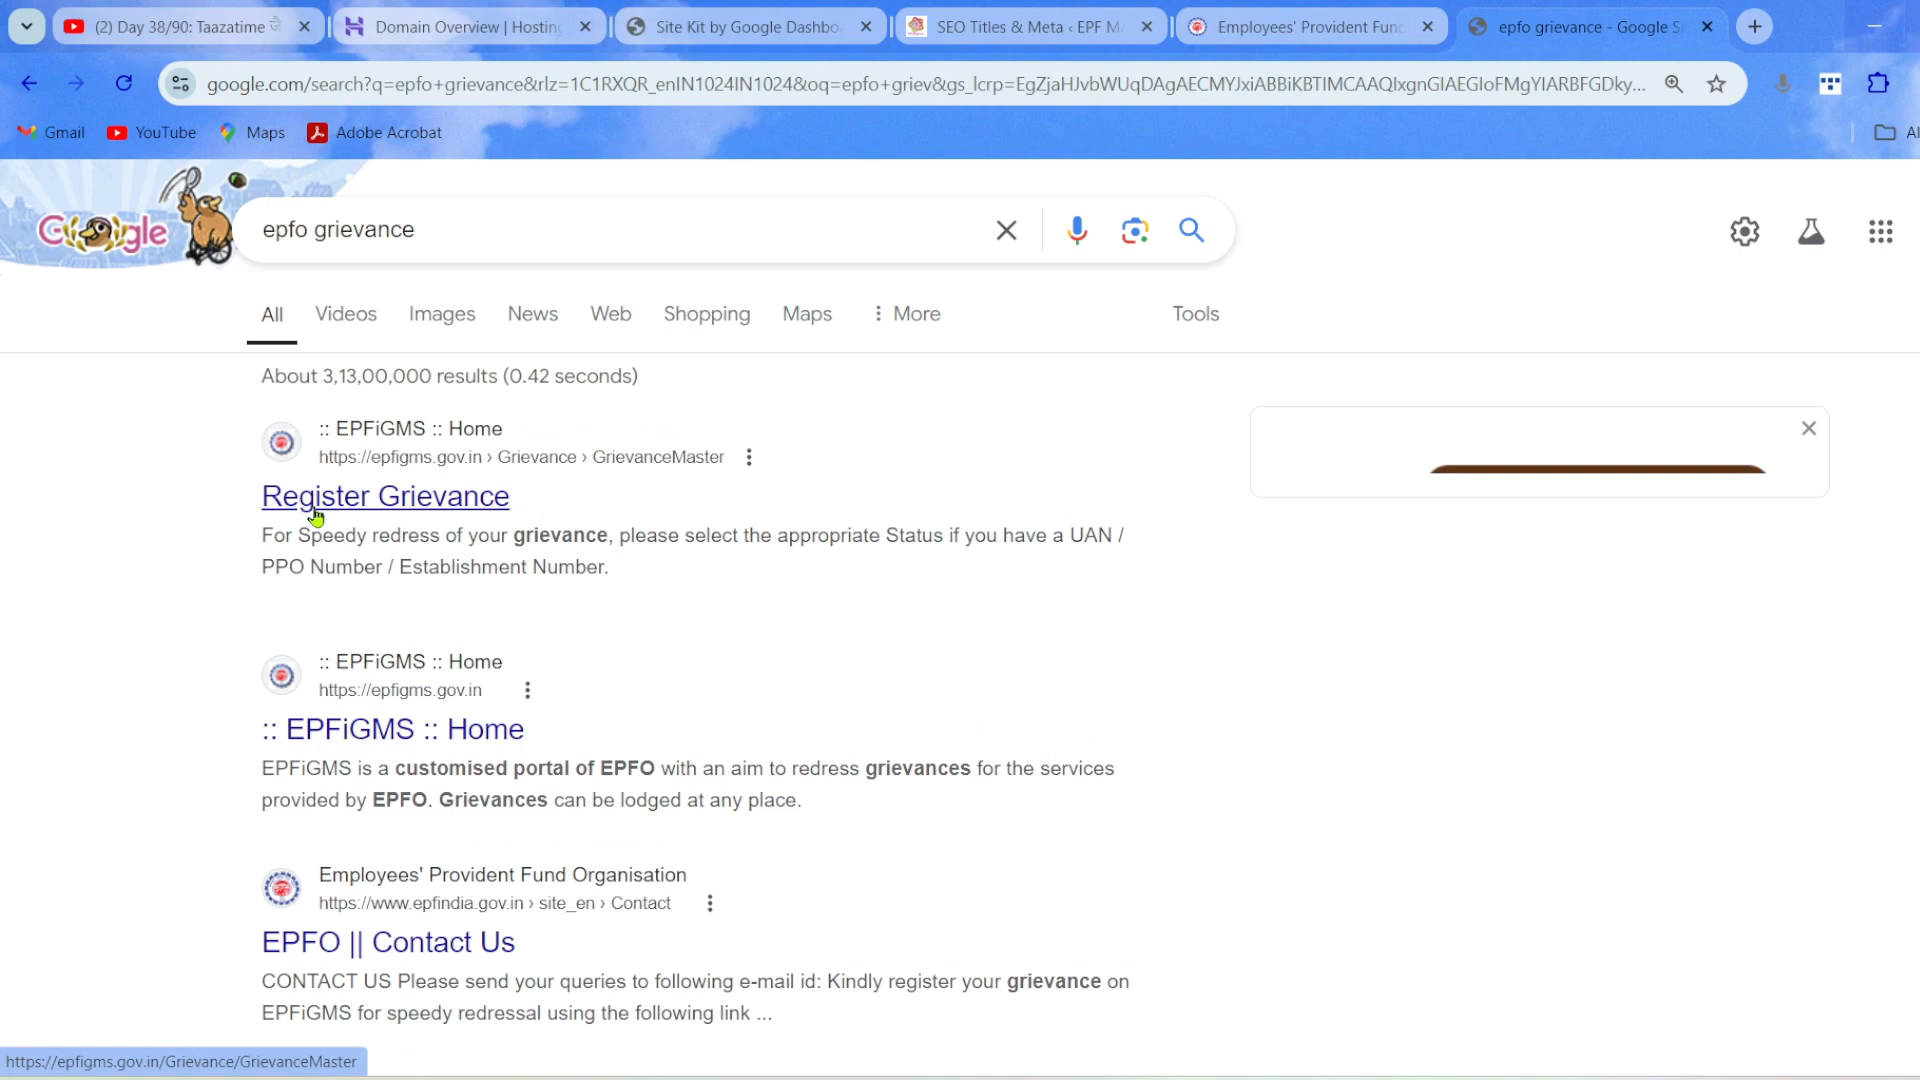 (2) Day 38/90: Taazatime
Domain Overview | Hosting
Site Kit by Google Dashbo
SEO Titles & Meta ‹ EPF M
Employees' Provident Fund
epfo grievance - Google S
google.com/search?q=epfo+grievance&rlz=1C1RXQR_enIN1024IN1024&oq=epfo+griev&gs_lcrp=EgZjaHJvbWUqDAgAECMYJxiABBiKBTIMCAAQIxgnGIAEGIoFMgYIARBFGDky...
Gmail
YouTube
Maps
Adobe Acrobat
Al
Google
epfo grievance
All
Videos
Images
News
Web
Shopping
Maps
More
Tools
About 3,13,00,000 results (0.42 seconds)
:: EPFiGMS :: Home
https://epfigms.gov.in › Grievance › GrievanceMaster
Register Grievance
For Speedy redress of your grievance, please select the appropriate Status if you have a UAN /
PPO Number / Establishment Number.
:: EPFiGMS :: Home
https://epfigms.gov.in
:: EPFiGMS :: Home
EPFiGMS is a customised portal of EPFO with an aim to redress grievances for the services
provided by EPFO. Grievances can be lodged at any place.
Employees' Provident Fund Organisation
https://www.epfindia.gov.in › site_en › Contact
EPFO || Contact Us
CONTACT US Please send your queries to following e-mail id: Kindly register your grievance on
EPFiGMS for speedy redressal using the following link ...
https://epfigms.gov.in/Grievance/GrievanceMaster